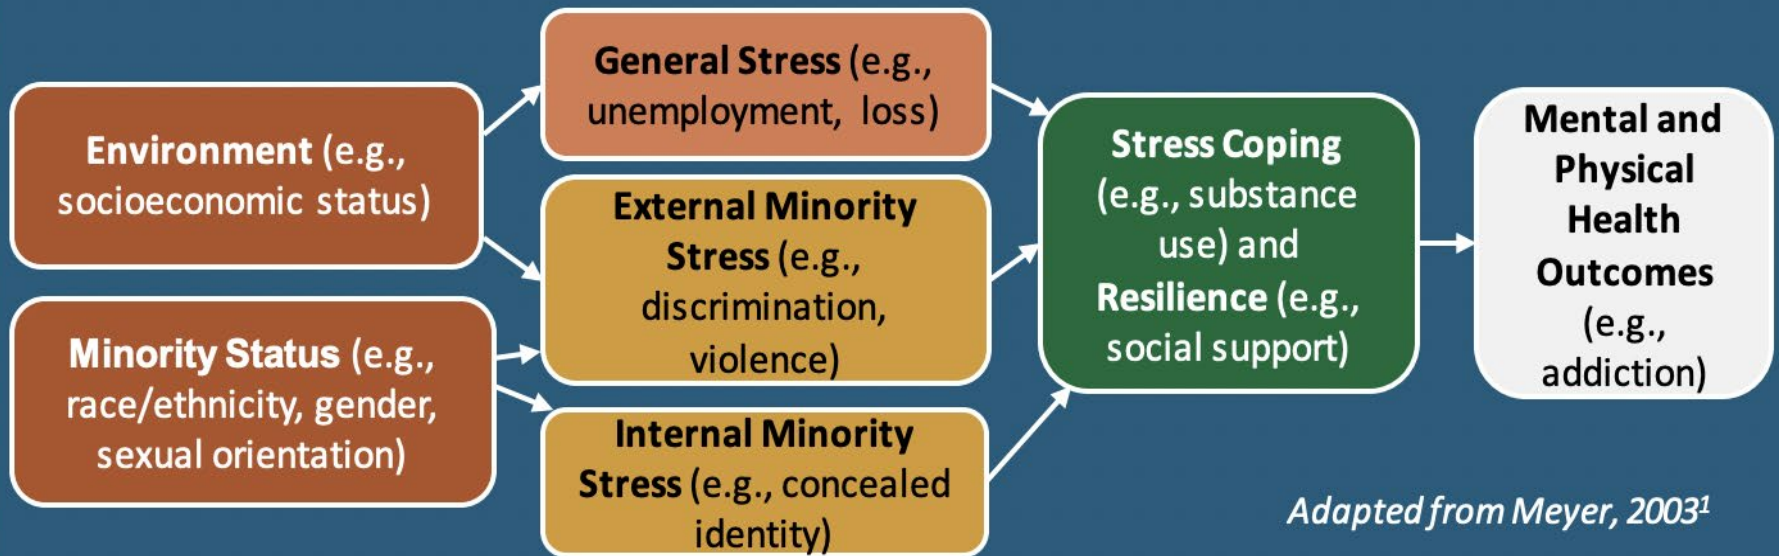 Environment (e.g.,
socioeconomic status)
Minority Status (e.g.,
race/ethnicity, gender,
sexual orientation)
General Stress (e.g.,
unemployment, loss)
External Minority
Stress (e.g.,
discrimination,
violence)
Internal Minority
Stress (e.g., concealed
identity)
Stress Coping
(e.g., substance
use) and
Resilience (e.g.,
social support)
Mental and
Physical
Health
Outcomes
(e.g.,
addiction)
Adapted from Meyer, 2003¹